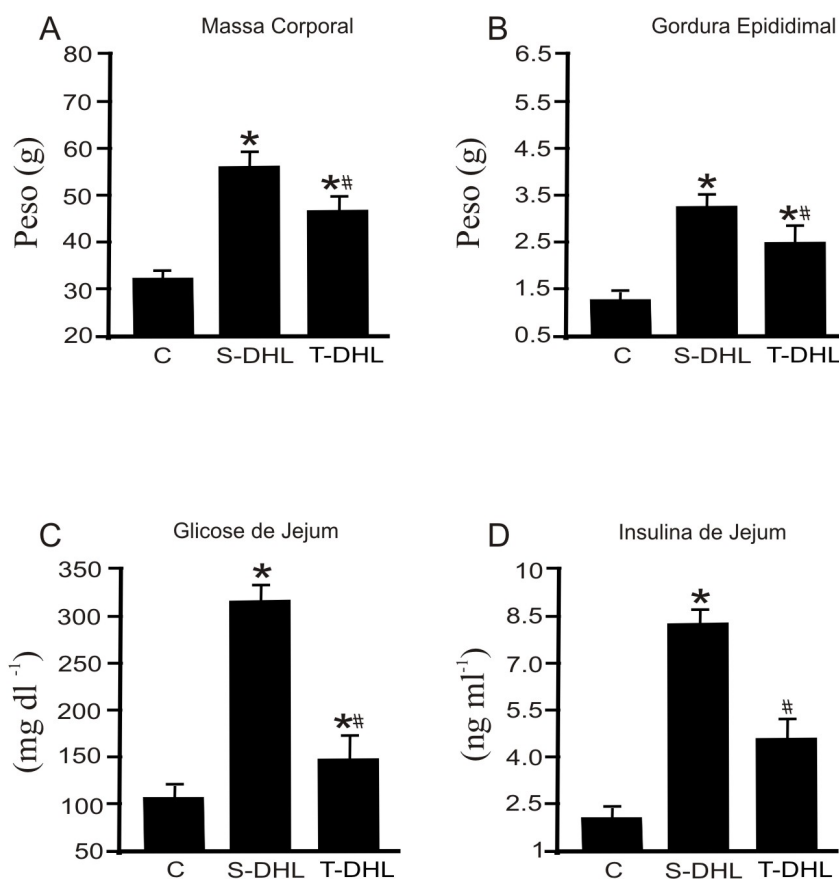 A
Massa Corporal
Peso (g)
80
70
60
50
40
30
20
*
*#
C S-DHL T-DHL
B
Gordura Epididimal
Peso (g)
6.5
5.5
4.5
3.5
2.5
1.5
0.5
*
*#
C S-DHL T-DHL
C
Glicose de Jejum
(mg dl⁻¹)
350
300
250
200
150
100
50
*
*#
C S-DHL T-DHL
D
Insulina de Jejum
(ng ml⁻¹)
10
8.5
7.0
5.5
4.0
2.5
1
*
#
C S-DHL T-DHL